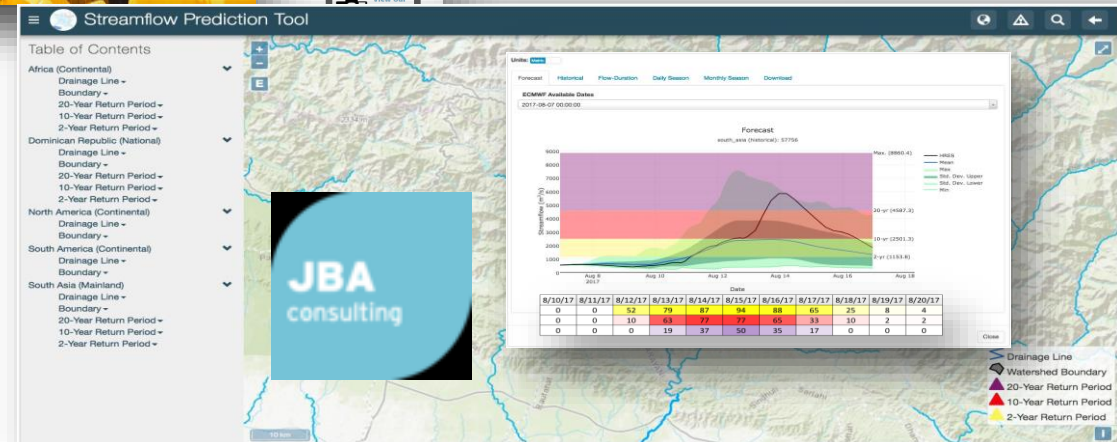 View out
Streamflow Prediction Tool
Table of Contents
Africa (Continental)
Drainage Line
Boundary
20-Year Return Period
10-Year Return Period
2-Year Return Period
Dominican Republic (National)
Drainage Line
Boundary
20-Year Return Period
10-Year Return Period
2-Year Return Period
North America (Continental)
Drainage Line
Boundary
South America (Continental)
Drainage Line
Boundary
South Asia (Mainland)
Drainage Line
Boundary
20-Year Return Period
10-Year Return Period
2-Year Return Period
+
−
E
JBA
consulting
10 km
Units: Metric
Forecast Historical Flow-Duration Daily Season Monthly Season Download
ECMWF Available Dates
2017-08-07 00:00:00
Forecast
south_asia (historical): 57756
Streamflow (m³/s)
9000
8000
7000
6000
5000
4000
3000
2000
1000
0
Max. (8860.4)
20-yr (4587.3)
10-yr (2501.3)
2-yr (1153.8)
HRES
Mean
Max
Std. Dev. Upper
Std. Dev. Lower
Min
Aug 8 Aug 10 Aug 12 Aug 14 Aug 16 Aug 18
2017
Date
8/10/17 8/11/17 8/12/17 8/13/17 8/14/17 8/15/17 8/16/17 8/17/17 8/18/17 8/19/17 8/20/17
0 0 52 79 87 94 88 65 25 8 4
0 0 10 63 77 77 65 33 10 2 2
0 0 0 19 37 50 35 17 0 0 0
Close
Drainage Line
Watershed Boundary
20-Year Return Period
10-Year Return Period
2-Year Return Period